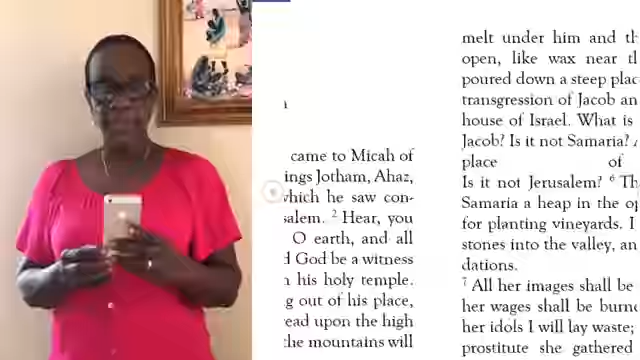 came to Micah of
ings Jotham, Ahaz,
which he saw con-
salem. 2 Hear, you
O earth, and all
d God be a witness
his holy temple.
g out of his place,
ead upon the high
the mountains will
melt under him and th
open, like wax near th
poured down a steep plac
transgression of Jacob an
house of Israel. What is
Jacob? Is it not Samaria? A
place of
Is it not Jerusalem? 6 Th
Samaria a heap in the op
for planting vineyards. I
stones into the valley, an
dations.
7 All her images shall be
her wages shall be burne
her idols I will lay waste;
prostitute she gathered